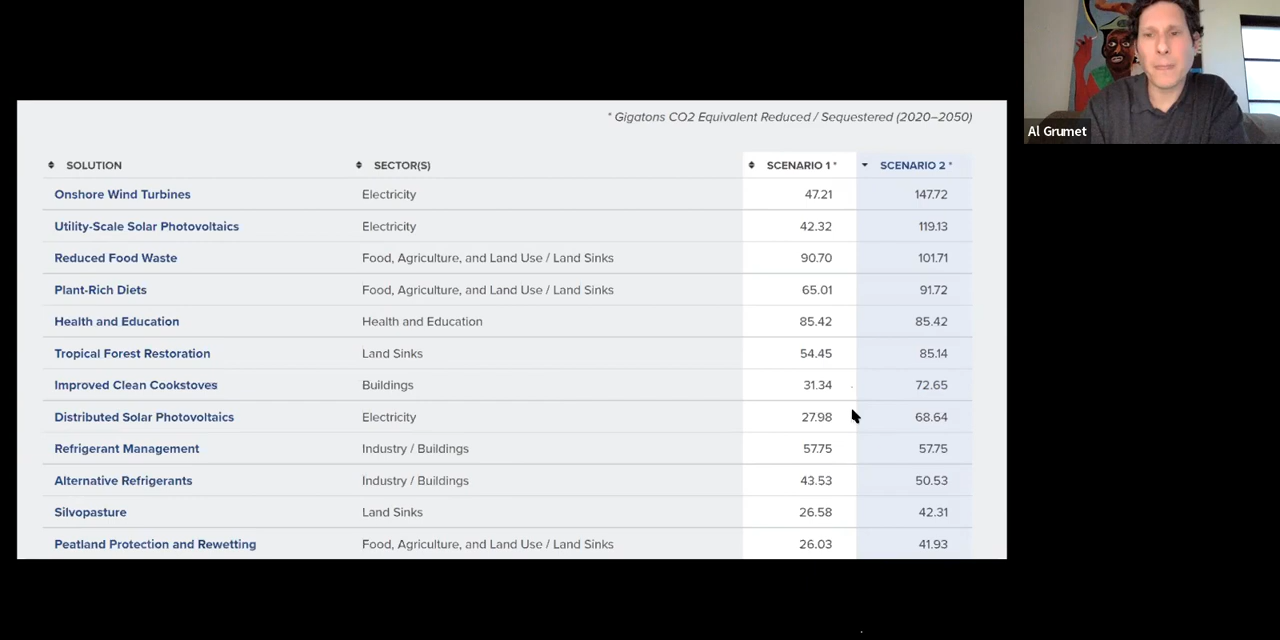 * Gigatons CO2 Equivalent Reduced / Sequestered (2020–2050)
SOLUTION SECTOR(S) SCENARIO 1 * SCENARIO 2 *
Onshore Wind Turbines Electricity 47.21 147.72
Utility-Scale Solar Photovoltaics Electricity 42.32 119.13
Reduced Food Waste Food, Agriculture, and Land Use / Land Sinks 90.70 101.71
Plant-Rich Diets Food, Agriculture, and Land Use / Land Sinks 65.01 91.72
Health and Education Health and Education 85.42 85.42
Tropical Forest Restoration Land Sinks 54.45 85.14
Improved Clean Cookstoves Buildings 31.34 72.65
Distributed Solar Photovoltaics Electricity 27.98 68.64
Refrigerant Management Industry / Buildings 57.75 57.75
Alternative Refrigerants Industry / Buildings 43.53 50.53
Silvopasture Land Sinks 26.58 42.31
Peatland Protection and Rewetting Food, Agriculture, and Land Use / Land Sinks 26.03 41.93
Al Grumet